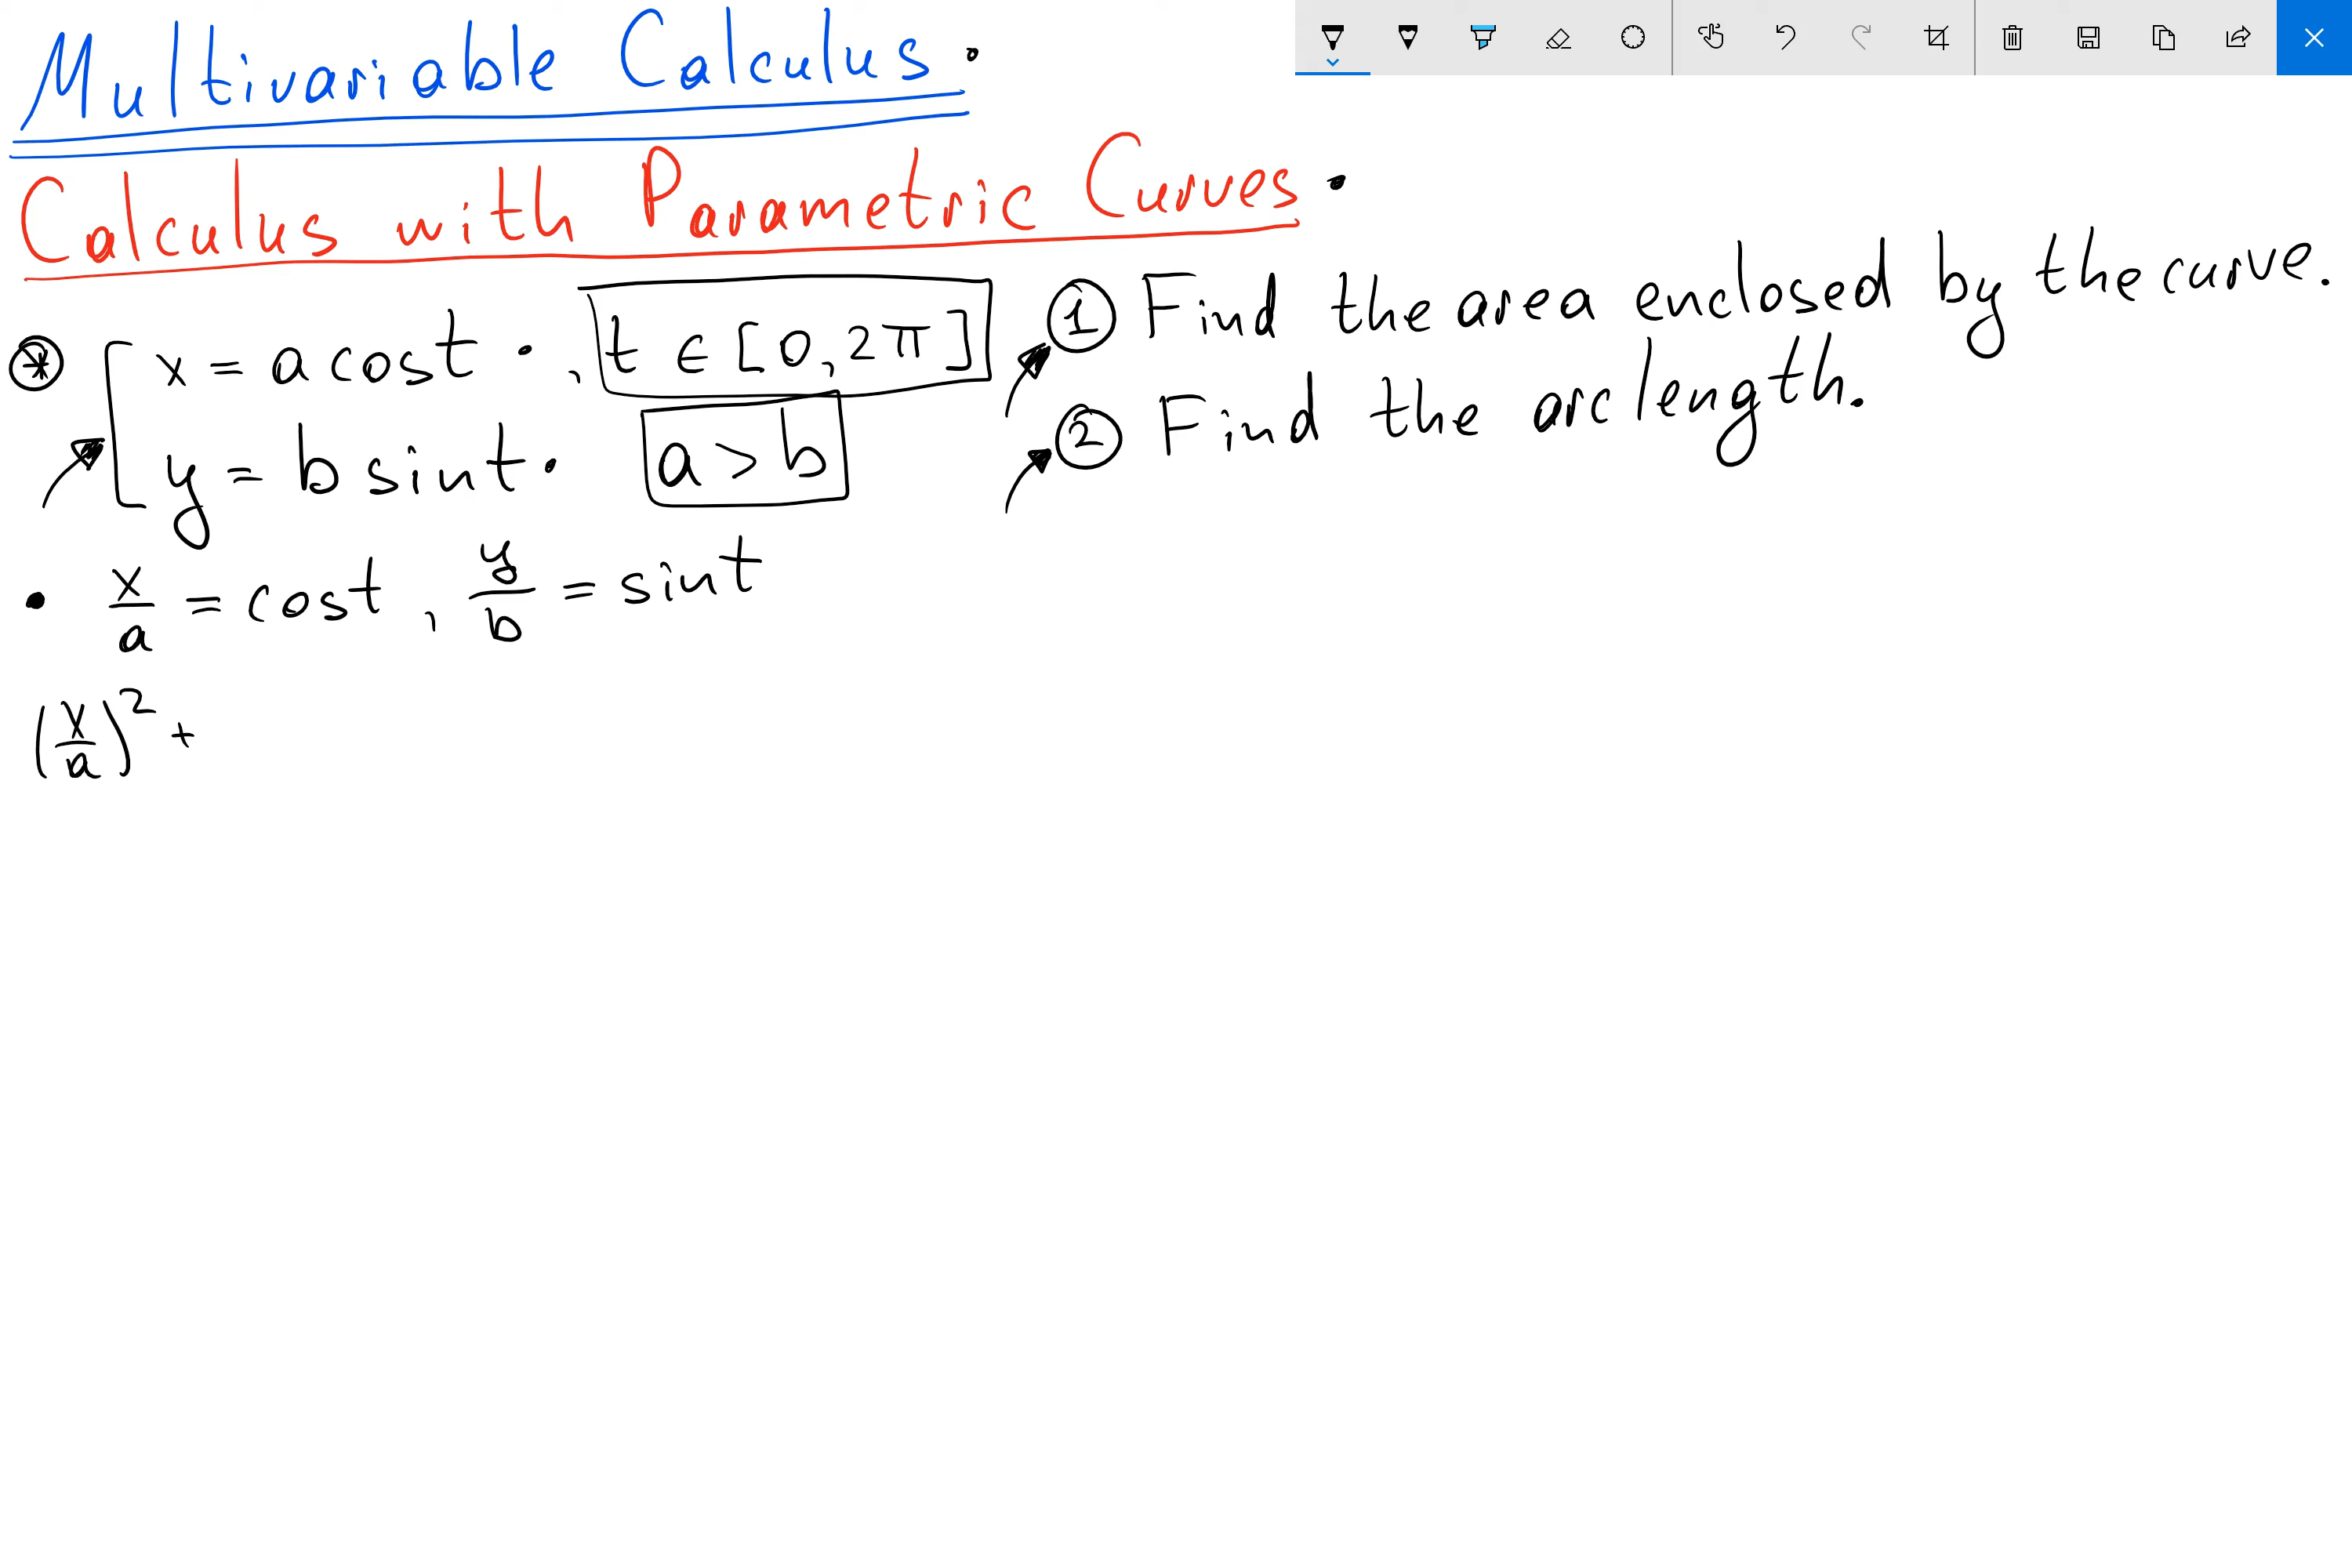 Multivariable Calculus.
Calculus with Parametric Curves.
⊛ x = a cost. , t ∈ [0, 2π]
y = b sint. a > b
① Find the area enclosed by the curve.
② Find the arc length.
• x/a = cost, y/b = sint
(x/a)² +